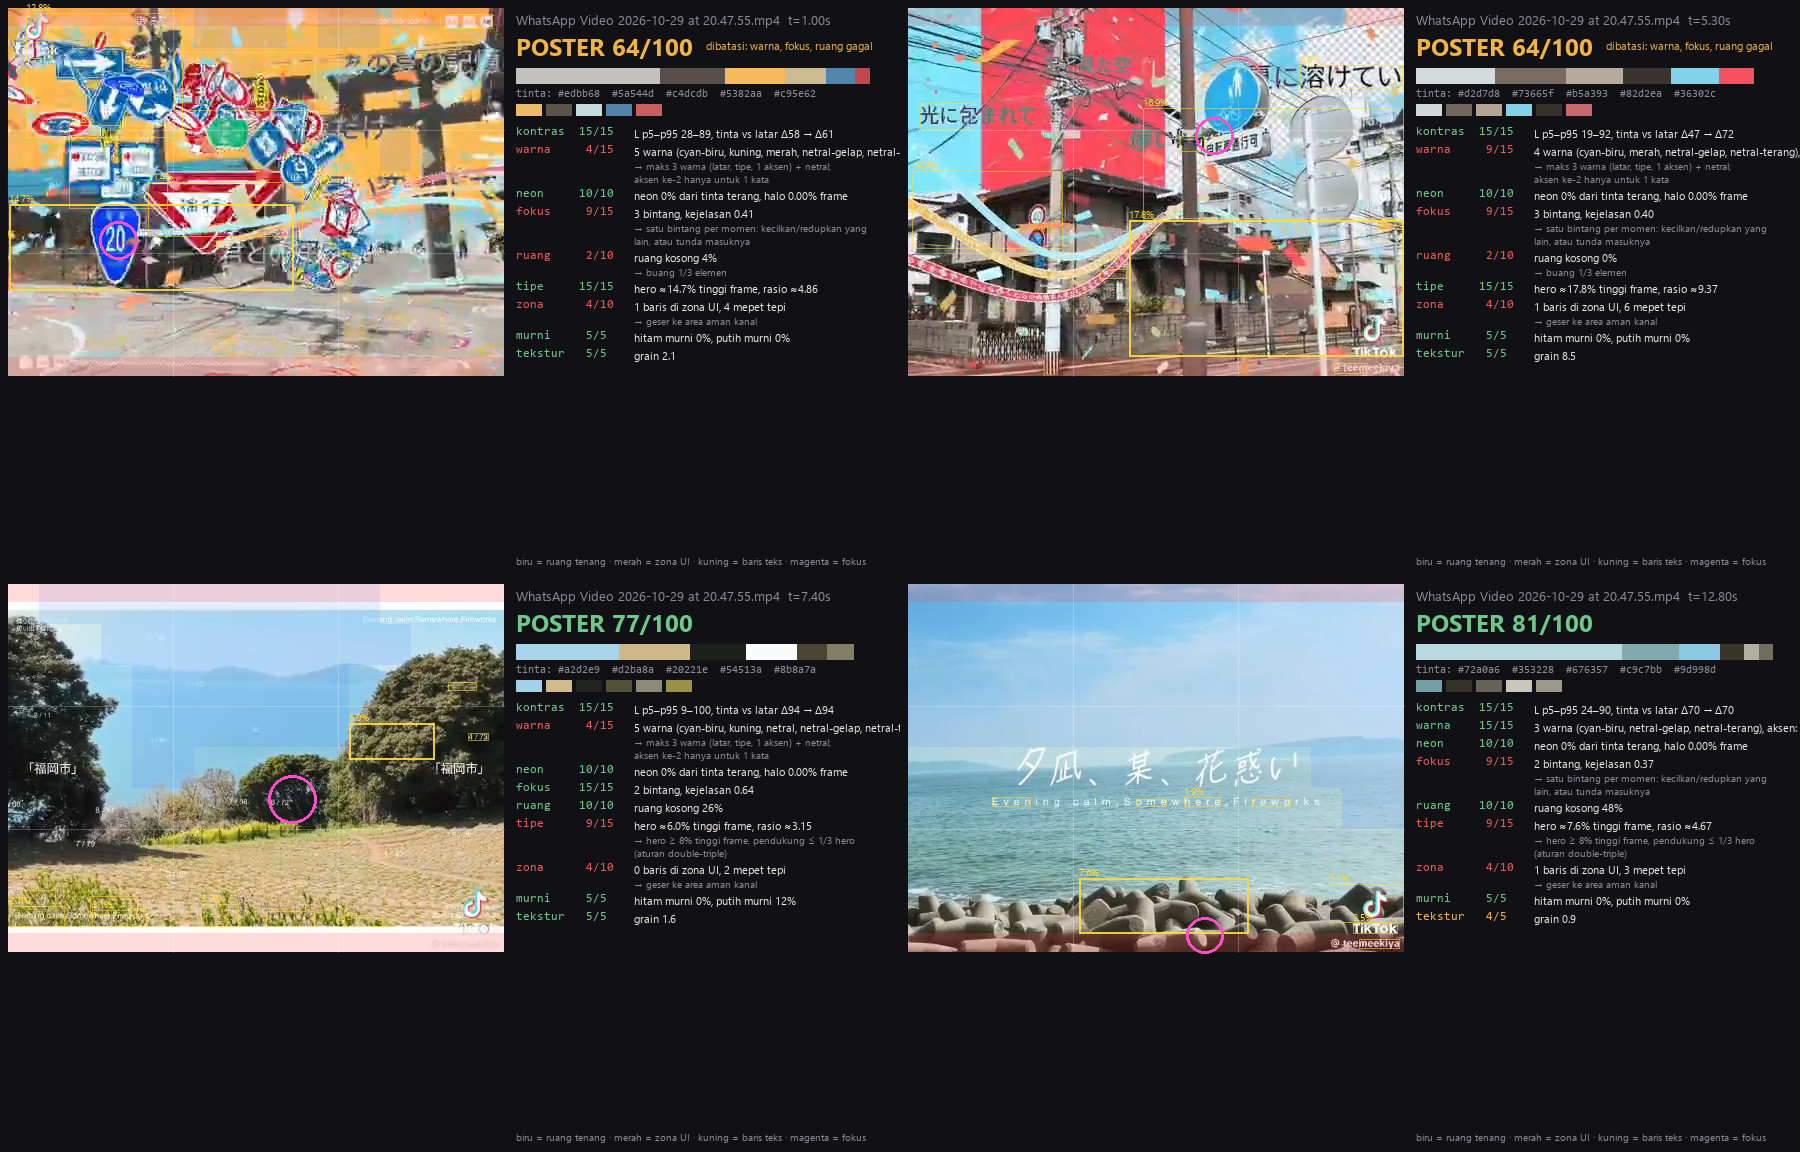 WhatsApp Video 2026-10-29 at 20.47.55.mp4 t=1.00s
POSTER 64/100 dibatasi: warna, fokus, ruang gagal
tinta: #edbb68 #5a544d #c4dcdb #5382aa #c95e62
kontras 15/15 L p5–p95 28–89, tinta vs latar Δ58 → Δ61
warna 4/15 5 warna (cyan-biru, kuning, merah, netral-gelap, netral-
→ maks 3 warna (latar, tipe, 1 aksen) + netral;
aksen ke-2 hanya untuk 1 kata
neon 10/10 neon 0% dari tinta terang, halo 0.00% frame
fokus 9/15 3 bintang, kejelasan 0.41
→ satu bintang per momen: kecilkan/redupkan yang
lain, atau tunda masuknya
ruang 2/10 ruang kosong 4%
→ buang 1/3 elemen
tipe 15/15 hero ≈14.7% tinggi frame, rasio ≈4.86
zona 4/10 1 baris di zona UI, 4 mepet tepi
→ geser ke area aman kanal
murni 5/5 hitam murni 0%, putih murni 0%
tekstur 5/5 grain 2.1
biru = ruang tenang · merah = zona UI · kuning = baris teks · magenta = fokus
12.8%
14.7%
20
WhatsApp Video 2026-10-29 at 20.47.55.mp4 t=5.30s
POSTER 64/100 dibatasi: warna, fokus, ruang gagal
tinta: #d2d7d8 #73665f #b5a393 #82d2ea #36302c
kontras 15/15 L p5–p95 19–92, tinta vs latar Δ47 → Δ72
warna 9/15 4 warna (cyan-biru, merah, netral-gelap, netral-terang),
→ maks 3 warna (latar, tipe, 1 aksen) + netral;
aksen ke-2 hanya untuk 1 kata
neon 10/10 neon 0% dari tinta terang, halo 0.00% frame
fokus 9/15 3 bintang, kejelasan 0.40
→ satu bintang per momen: kecilkan/redupkan yang
lain, atau tunda masuknya
ruang 2/10 ruang kosong 0%
→ buang 1/3 elemen
tipe 15/15 hero ≈17.8% tinggi frame, rasio ≈9.37
zona 4/10 1 baris di zona UI, 6 mepet tepi
→ geser ke area aman kanal
murni 5/5 hitam murni 0%, putih murni 0%
tekstur 5/5 grain 8.5
biru = ruang tenang · merah = zona UI · kuning = baris teks · magenta = fokus
に溶けてい
光に包まれて
16.9%
17.8%
TikTok
@ teemeekiya
WhatsApp Video 2026-10-29 at 20.47.55.mp4 t=7.40s
POSTER 77/100
tinta: #a2d2e9 #d2ba8a #20221e #54513a #8b8a7a
kontras 15/15 L p5–p95 9–100, tinta vs latar Δ94 → Δ94
warna 4/15 5 warna (cyan-biru, kuning, netral, netral-gelap, netral-t
→ maks 3 warna (latar, tipe, 1 aksen) + netral;
aksen ke-2 hanya untuk 1 kata
neon 10/10 neon 0% dari tinta terang, halo 0.00% frame
fokus 15/15 2 bintang, kejelasan 0.64
ruang 10/10 ruang kosong 26%
tipe 9/15 hero ≈6.0% tinggi frame, rasio ≈3.15
→ hero ≥ 8% tinggi frame, pendukung ≤ 1/3 hero
(aturan double-triple)
zona 4/10 0 baris di zona UI, 2 mepet tepi
→ geser ke area aman kanal
murni 5/5 hitam murni 0%, putih murni 12%
tekstur 5/5 grain 1.6
biru = ruang tenang · merah = zona UI · kuning = baris teks · magenta = fokus
Evening calm,Somewhere,Fireworks
「福岡市」
「福岡市」
WhatsApp Video 2026-10-29 at 20.47.55.mp4 t=12.80s
POSTER 81/100
tinta: #72a0a6 #353228 #676357 #c9c7bb #9d998d
kontras 15/15 L p5–p95 24–90, tinta vs latar Δ70 → Δ70
warna 15/15 3 warna (cyan-biru, netral-gelap, netral-terang), aksen:
neon 10/10 neon 0% dari tinta terang, halo 0.00% frame
fokus 9/15 2 bintang, kejelasan 0.37
→ satu bintang per momen: kecilkan/redupkan yang
lain, atau tunda masuknya
ruang 10/10 ruang kosong 48%
tipe 9/15 hero ≈7.6% tinggi frame, rasio ≈4.67
→ hero ≥ 8% tinggi frame, pendukung ≤ 1/3 hero
(aturan double-triple)
zona 4/10 1 baris di zona UI, 3 mepet tepi
→ geser ke area aman kanal
murni 5/5 hitam murni 0%, putih murni 0%
tekstur 4/5 grain 0.9
biru = ruang tenang · merah = zona UI · kuning = baris teks · magenta = fokus
夕凪、某、花惑い
Evening calm,Somewhere,Fireworks
7.6%
TikTok
@ teemeekiya